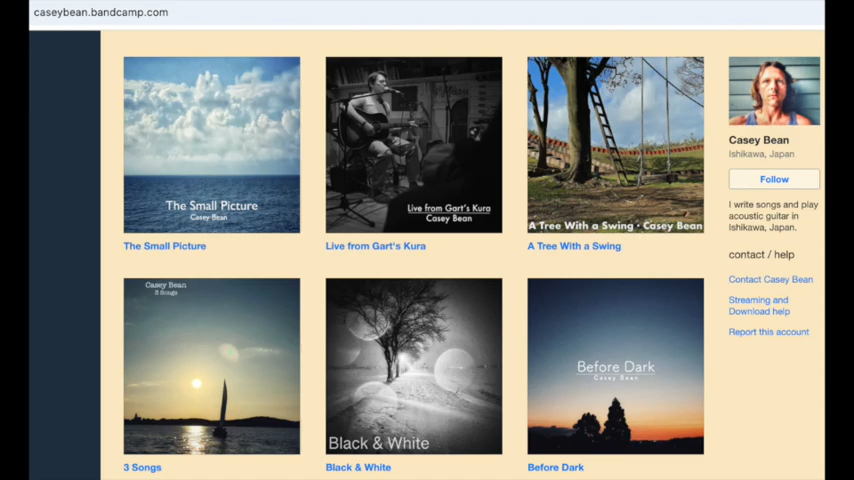 caseybean.bandcamp.com
The Small Picture
Casey Bean
The Small Picture
Live from Gart's Kura
Casey Bean
Live from Gart's Kura
A Tree With a Swing • Casey Bean
A Tree With a Swing
Casey Bean
3 Songs
3 Songs
Black & White
Black & White
Before Dark
Casey Bean
Before Dark
Casey Bean
Ishikawa, Japan
Follow
I write songs and play
acoustic guitar in
Ishikawa, Japan.
contact / help
Contact Casey Bean
Streaming and
Download help
Report this account